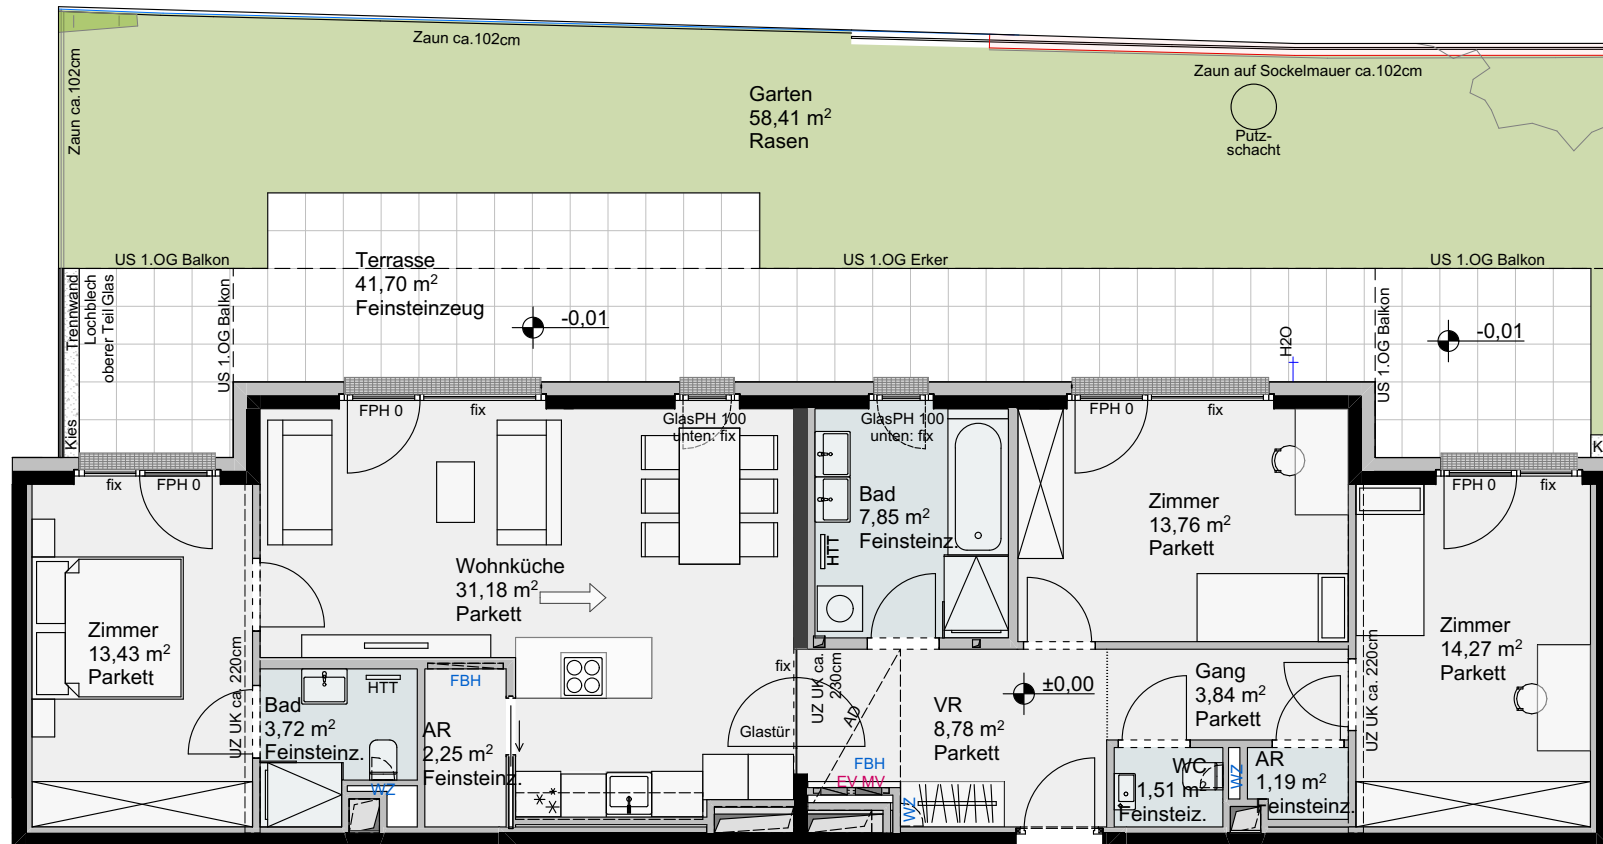 Zaun ca.102cm
Zaun ca.102cm
Zaun auf Sockelmauer ca.102cm
Garten
58,41 m²
Rasen
Putz-
schacht
US 1.OG Balkon
US 1.OG Erker
US 1.OG Balkon
Terrasse
41,70 m²
Feinsteinzeug
-0,01
-0,01
Kies
Trennwand
Lochblech
oberer Teil Glas
US 1.OG Balkon
H2O
US 1.OG Balkon
K
FPH 0
fix
GlasPH 100
unten: fix
GlasPH 100
unten: fix
FPH 0
fix
fix
FPH 0
FPH 0
fix
Zimmer
13,43 m²
Parkett
UZ UK ca. 220cm
Wohnküche
31,18 m²
Parkett
Bad
7,85 m²
Feinsteinz.
HTT
Zimmer
13,76 m²
Parkett
Zimmer
14,27 m²
Parkett
UZ UK ca. 220cm
Bad
3,72 m²
Feinsteinz.
HTT
WZ
FBH
AR
2,25 m²
Feinsteinz.
fix
Glastür
UZ UK ca.
230cm
AD
VR
8,78 m²
Parkett
±0,00
FBH
EV MV
WZ
Gang
3,84 m²
Parkett
WC
1,51 m²
Feinsteiz.
WZ
AR
1,19 m²
Feinsteinz.